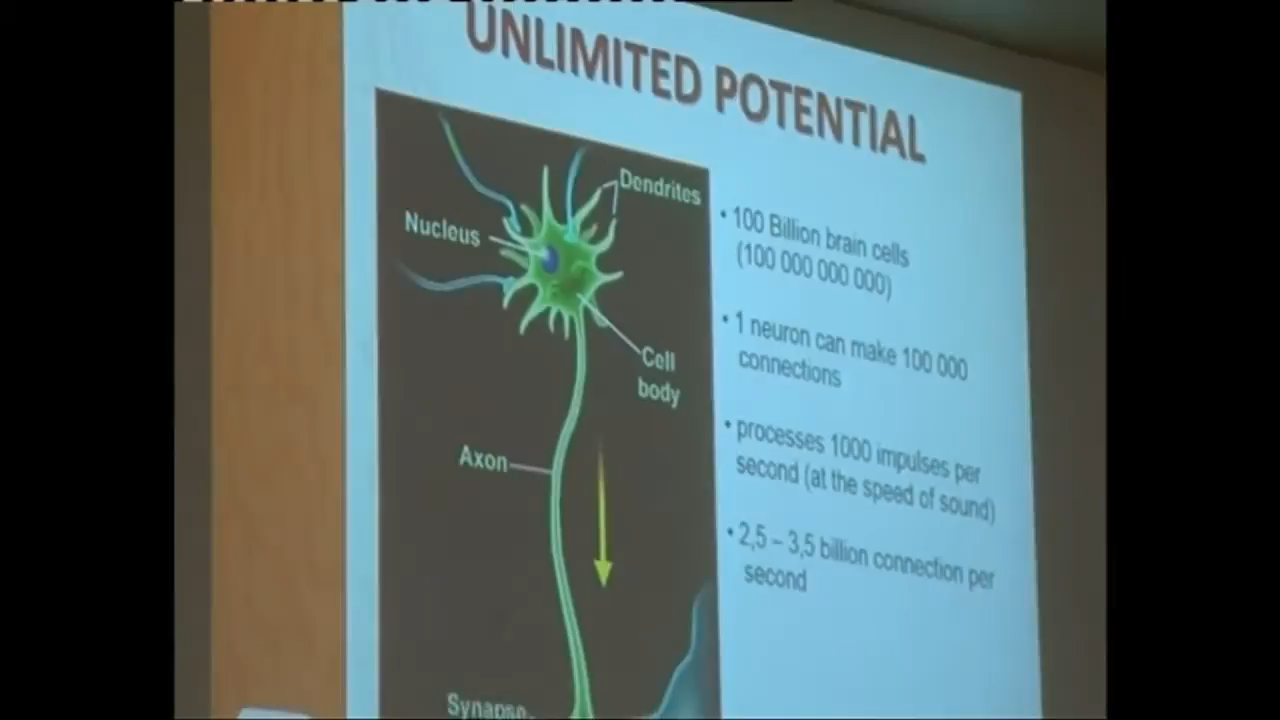 UNLIMITED POTENTIAL
Dendrites
Nucleus
Cell
body
Axon
Synapse
• 100 Billion brain cells
(100 000 000 000)
• 1 neuron can make 100 000
connections
• processes 1000 impulses per
second (at the speed of sound)
• 2,5 – 3,5 billion connection per
second